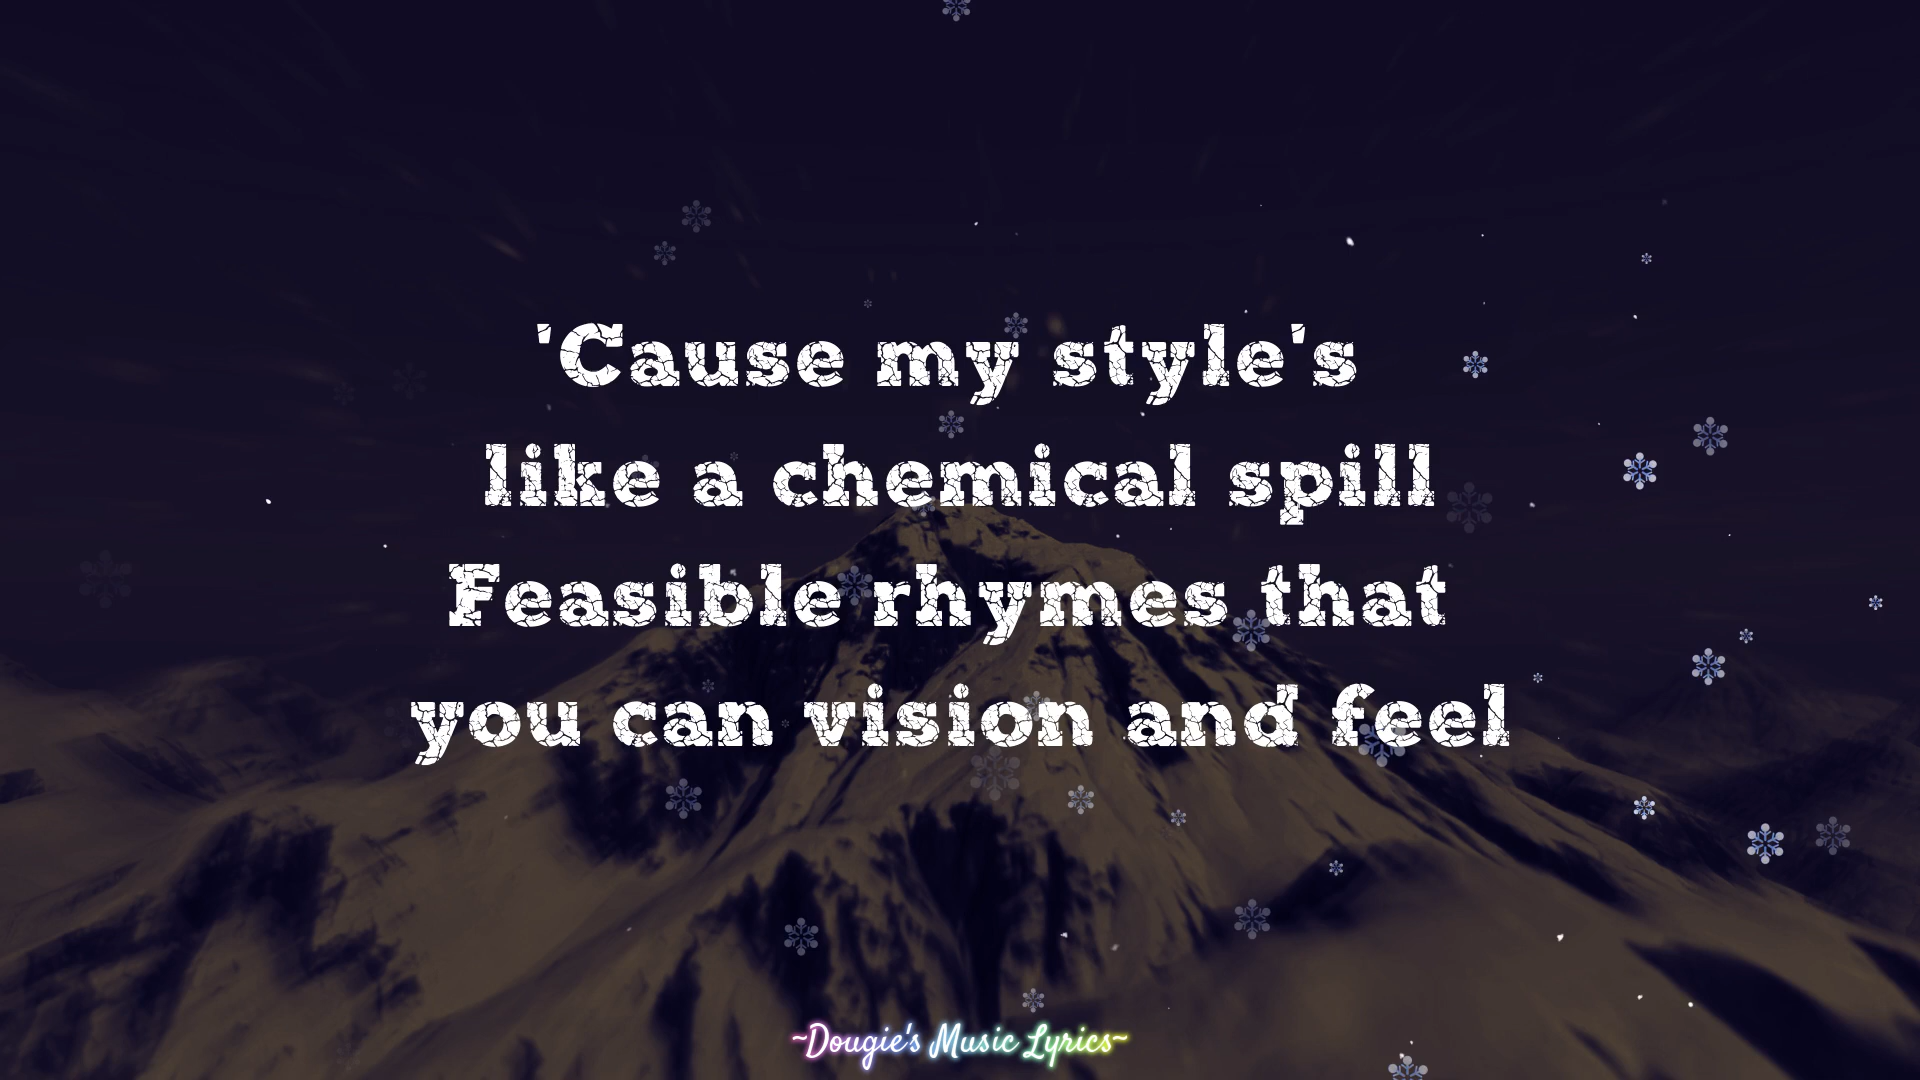 'Cause my style's
like a chemical spill
Feasible rhymes that
you can vision and feel
~Dougie's Music Lyrics~